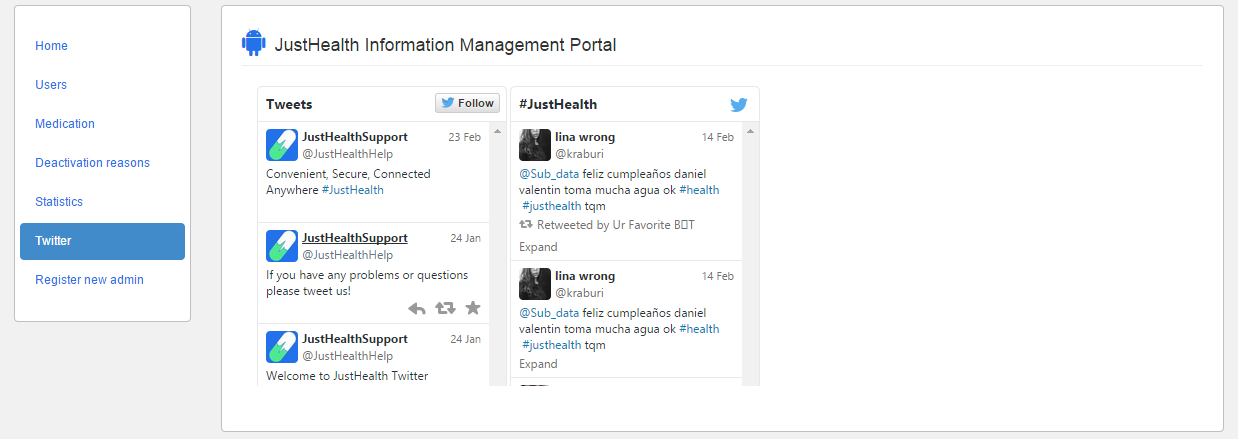 Home
Users
Medication
Deactivation reasons
Statistics
Twitter
Register new admin
JustHealth Information Management Portal
Tweets
Follow
JustHealthSupport
23 Feb
@JustHealthHelp
Convenient, Secure, Connected
Anywhere #JustHealth
JustHealthSupport
24 Jan
@JustHealthHelp
If you have any problems or questions
please tweet us!
JustHealthSupport
24 Jan
@JustHealthHelp
Welcome to JustHealth Twitter
#JustHealth
lina wrong
14 Feb
@kraburi
@Sub_data feliz cumpleaños daniel
valentin toma mucha agua ok #health
#justhealth tqm
Retweeted by Ur Favorite B▯T
Expand
lina wrong
14 Feb
@kraburi
@Sub_data feliz cumpleaños daniel
valentin toma mucha agua ok #health
#justhealth tqm
Expand